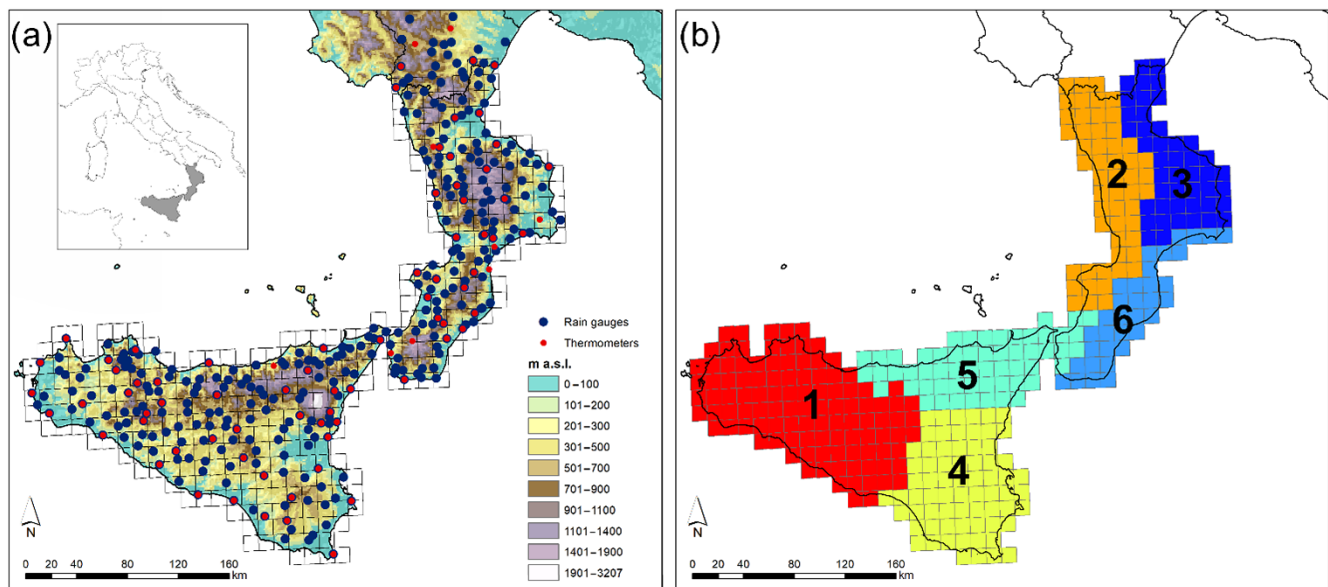 (a)
Rain gauges
Thermometers
m a.s.l.
0–100
101–200
201–300
301–500
501–700
701–900
901–1100
1101–1400
1401–1900
1901–3207
N
0 20 40 80 120 160
km
(b)
2
3
6
5
1
4
N
0 20 40 80 120 160
km